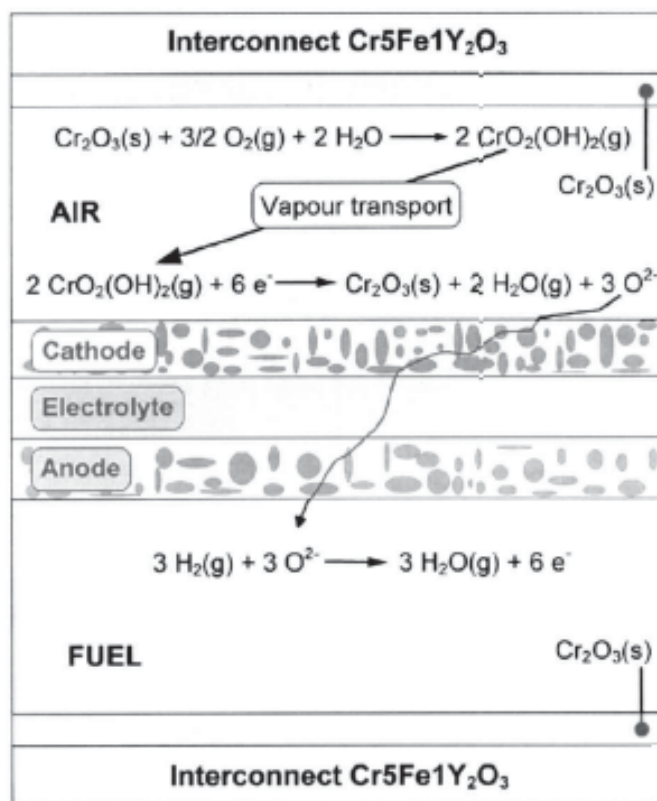 Interconnect Cr5Fe1Y₂O₃
Cr₂O₃(s) + 3/2 O₂(g) + 2 H₂O → 2 CrO₂(OH)₂(g)
Cr₂O₃(s)
Vapour transport
AIR
2 CrO₂(OH)₂(g) + 6 e⁻ → Cr₂O₃(s) + 2 H₂O(g) + 3 O²⁻
Cathode
Electrolyte
Anode
3 H₂(g) + 3 O²⁻ → 3 H₂O(g) + 6 e⁻
FUEL
Cr₂O₃(s)
Interconnect Cr5Fe1Y₂O₃